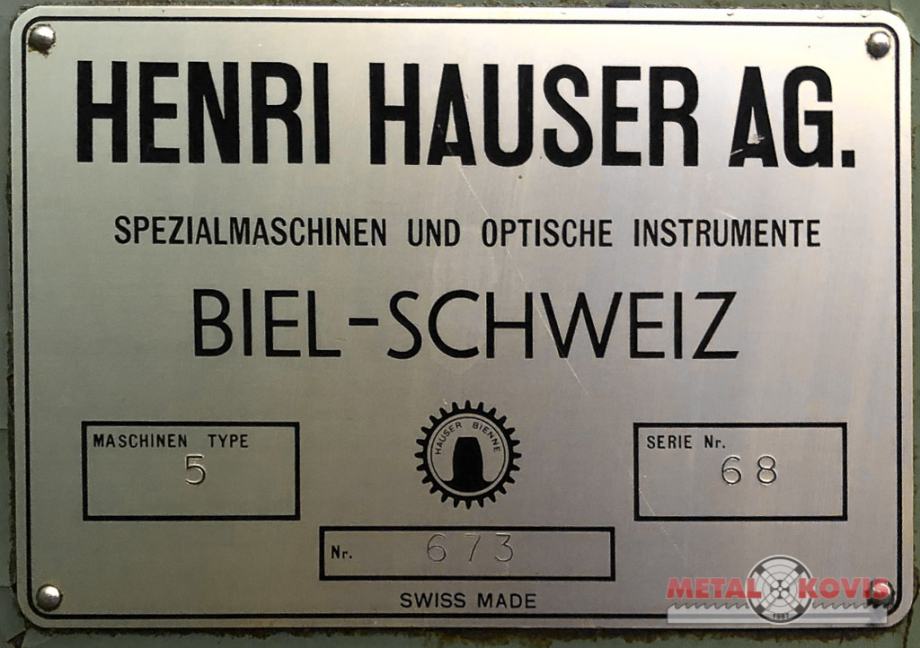 HENRI HAUSER AG.
SPEZIALMASCHINEN UND OPTISCHE INSTRUMENTE
BIEL-SCHWEIZ
MASCHINEN TYPE
5
HAUSER BIENNE
SERIE Nr.
68
Nr. 673
SWISS MADE
METAL KOVIS